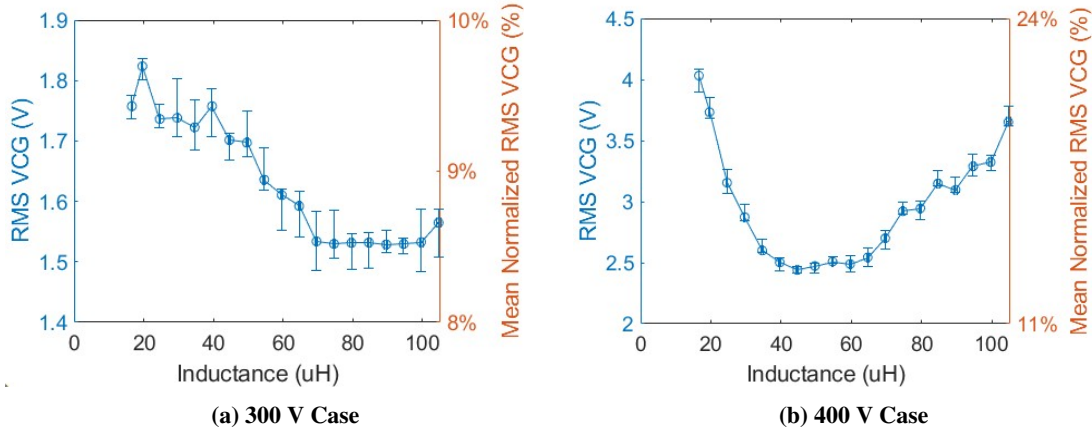 1.9
1.8
1.7
1.6
1.5
1.4
RMS VCG (V)
0 20 40 60 80 100
Inductance (uH)
10%
9%
8%
Mean Normalized RMS VCG (%)
(a) 300 V Case
4.5
4
3.5
3
2.5
2
RMS VCG (V)
0 20 40 60 80 100
Inductance (uH)
24%
11%
Mean Normalized RMS VCG (%)
(b) 400 V Case